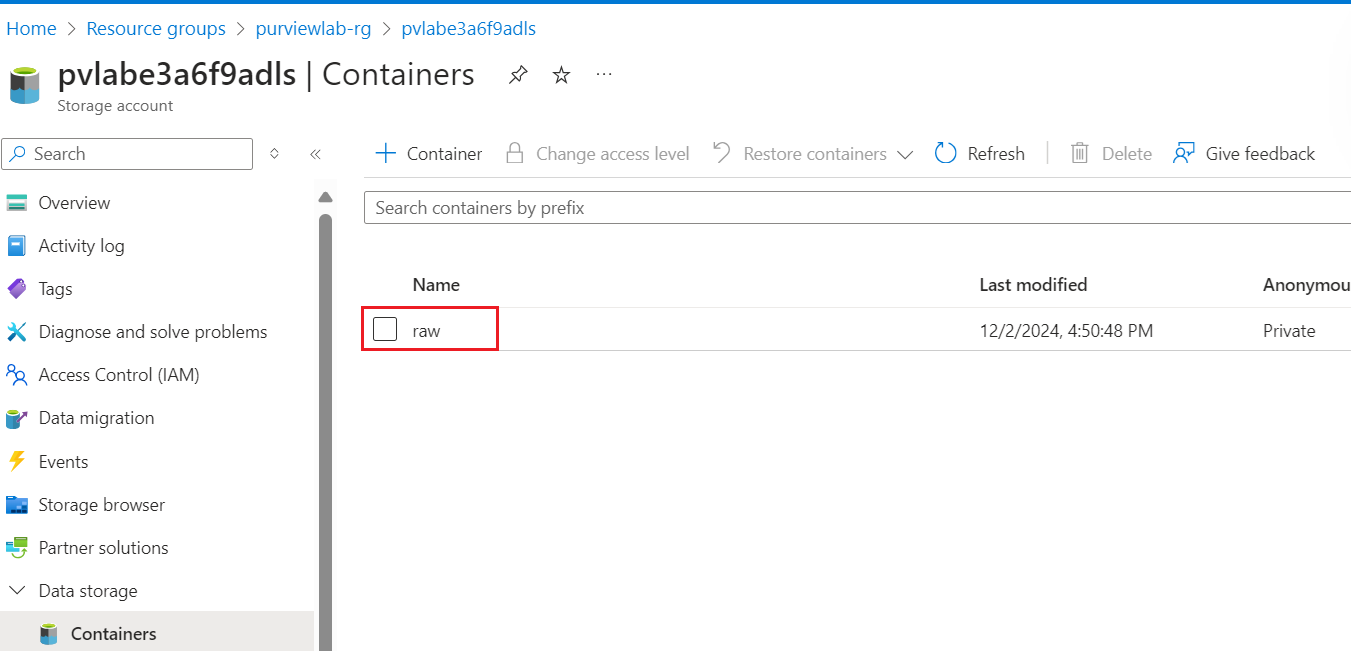 Home > Resource groups > purviewlab-rg > pvlabe3a6f9adls
pvlabe3a6f9adls | Containers
Storage account
Search
Container Change access level Restore containers Refresh Delete Give feedback
Search containers by prefix
Overview
Activity log
Tags
Diagnose and solve problems
Access Control (IAM)
Data migration
Events
Storage browser
Partner solutions
Data storage
Containers
Name Last modified Anonymou
raw 12/2/2024, 4:50:48 PM Private